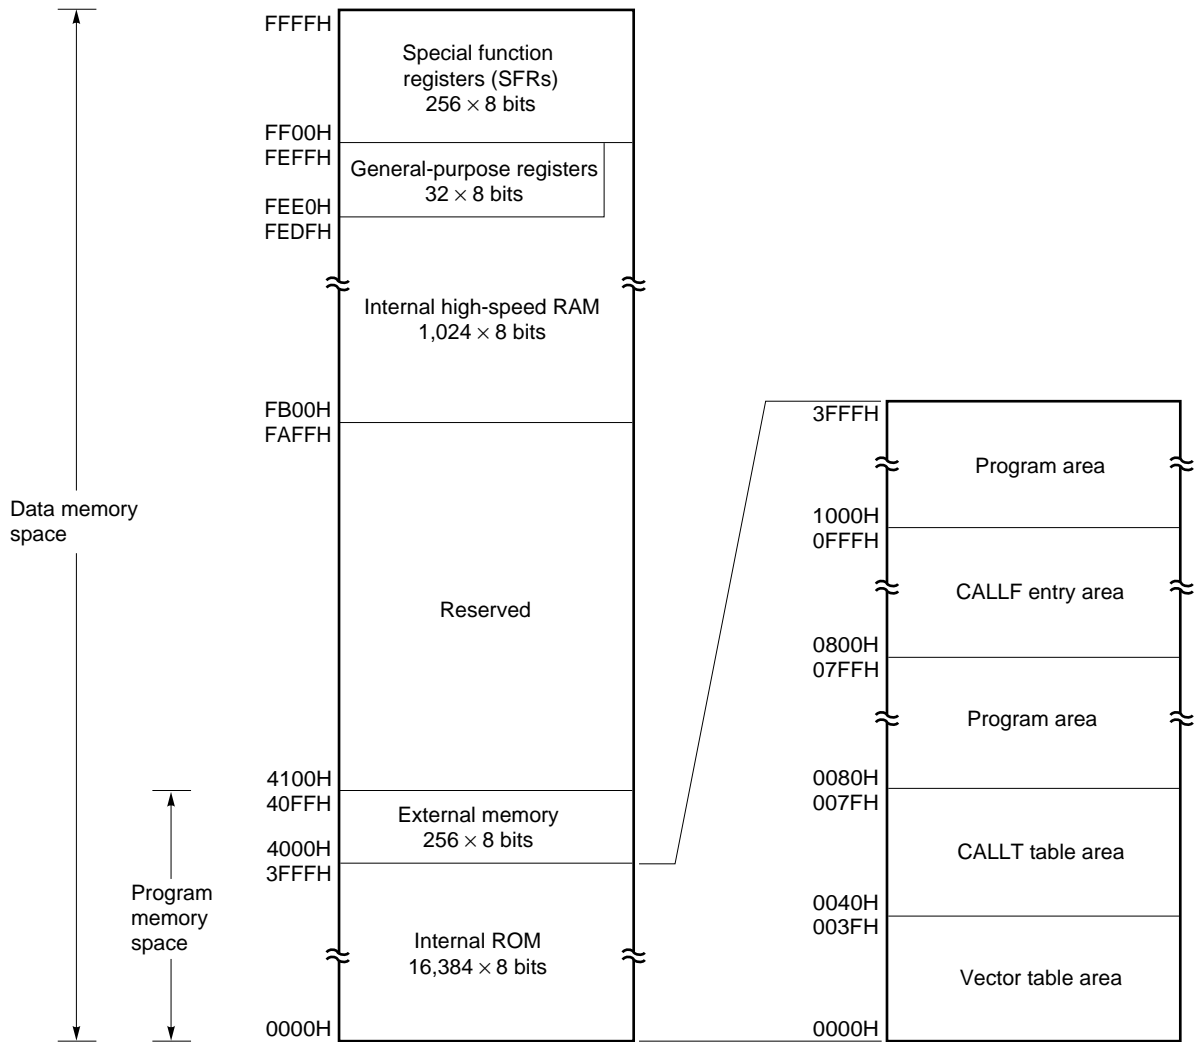 FFFFH
Special function
registers (SFRs)
256 × 8 bits
FF00H
FEFFH
General-purpose registers
32 × 8 bits
FEE0H
FEDFH
Internal high-speed RAM
1,024 × 8 bits
FB00H
FAFFH
Data memory
space
Reserved
4100H
40FFH
External memory
256 × 8 bits
4000H
3FFFH
Program
memory
space
Internal ROM
16,384 × 8 bits
0000H
3FFFH
Program area
1000H
0FFFH
CALLF entry area
0800H
07FFH
Program area
0080H
007FH
CALLT table area
0040H
003FH
Vector table area
0000H